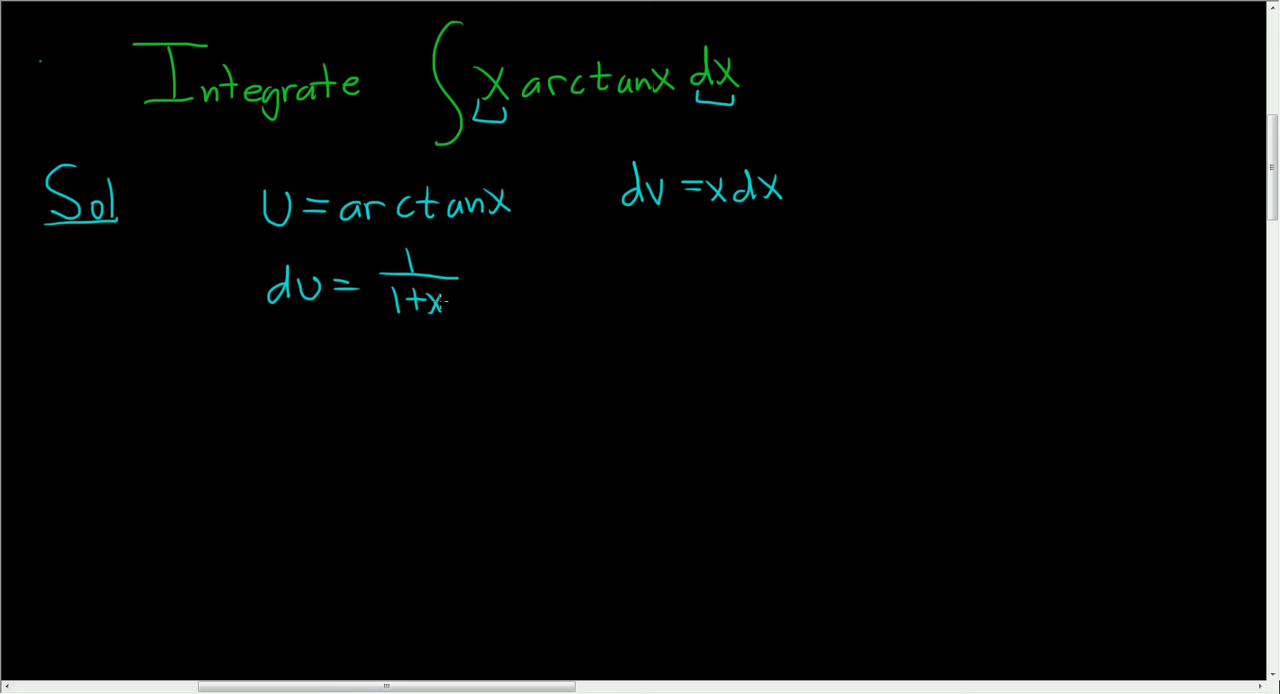 Integrate ∫ x arctanx dx
Sol U = arctanx dv = x dx
du = 1/(1+x